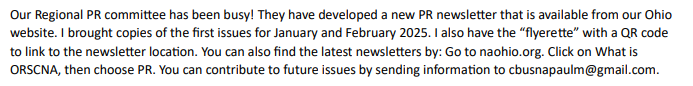 Our Regional PR committee has been busy! They have developed a new PR newsletter that is available from our Ohio
website. I brought copies of the first issues for January and February 2025. I also have the “flyerette” with a QR code
to link to the newsletter location. You can also find the latest newsletters by: Go to naohio.org. Click on What is
ORSCNA, then choose PR. You can contribute to future issues by sending information to cbusnapaulm@gmail.com.